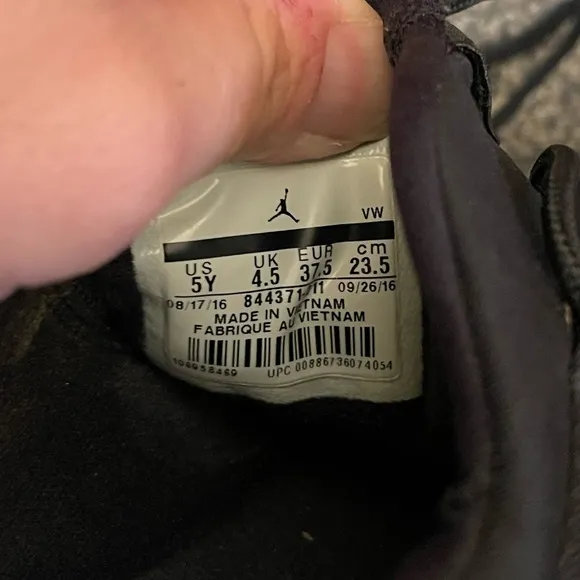 VW
US UK EUR cm
5Y 4.5 37.5 23.5
08/17/16 844371 11 09/26/16
MADE IN VIETNAM
FABRIQUE AU VIETNAM
UPC 00886736074054